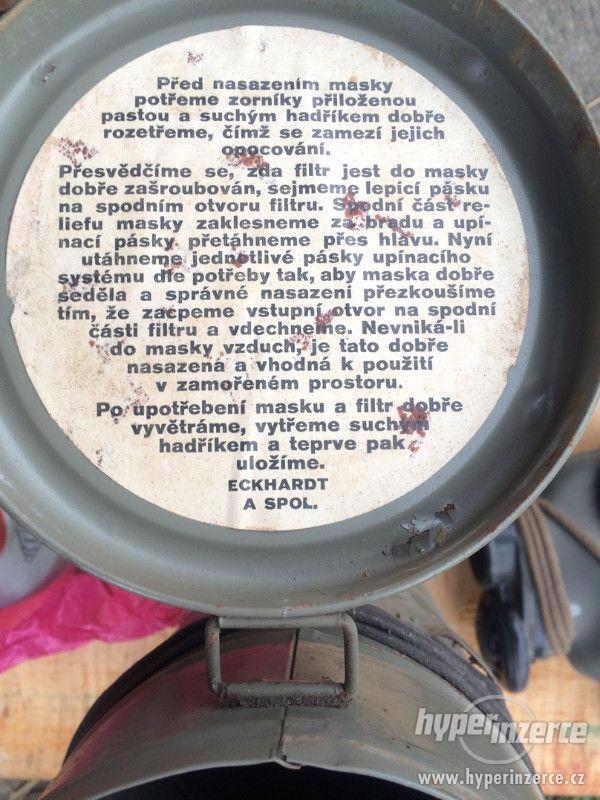 Před nasazením masky
potřeme zorníky přiloženou
pastou a suchým hadříkem dobře
rozetřeme, čímž se zamezí jejich
opocování.
Přesvědčíme se, zda filtr jest do masky
dobře zašroubován, sejmeme lepící pásku
na spodním otvoru filtru. Spodní část re-
liefu masky zaklesneme za bradu a upí-
nací pásky přetáhneme přes hlavu. Nyní
utáhneme jednotlivé pásky upínacího
systému dle potřeby tak, aby maska dobře
seděla a správné nasazení přezkoušíme
tím, že zacpeme vstupní otvor na spodní
části filtru a vdechneme. Nevniká-li
do masky vzduch, je tato dobře
nasazena a vhodná k použití
v zamořeném prostoru.
Po upotřebení masku a filtr dobře
vyvětráme, vytřeme suchým
hadříkem a teprve pak
uložíme.
ECKHARDT
A SPOL.
hyperinzerce
www.hyperinzerce.cz